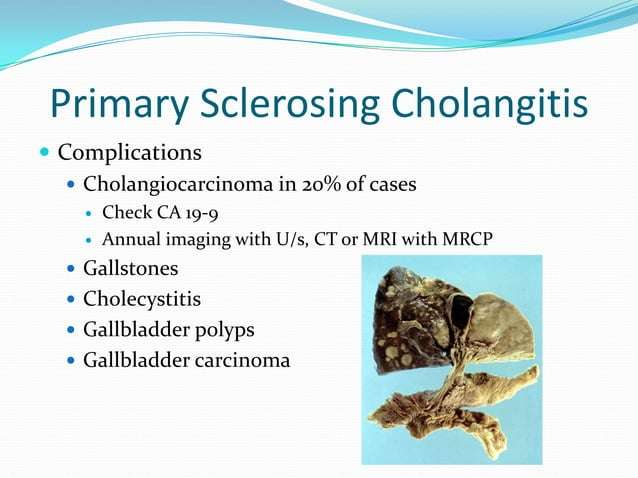 Primary Sclerosing Cholangitis
Complications
Cholangiocarcinoma in 20% of cases
Check CA 19-9
Annual imaging with U/s, CT or MRI with MRCP
Gallstones
Cholecystitis
Gallbladder polyps
Gallbladder carcinoma